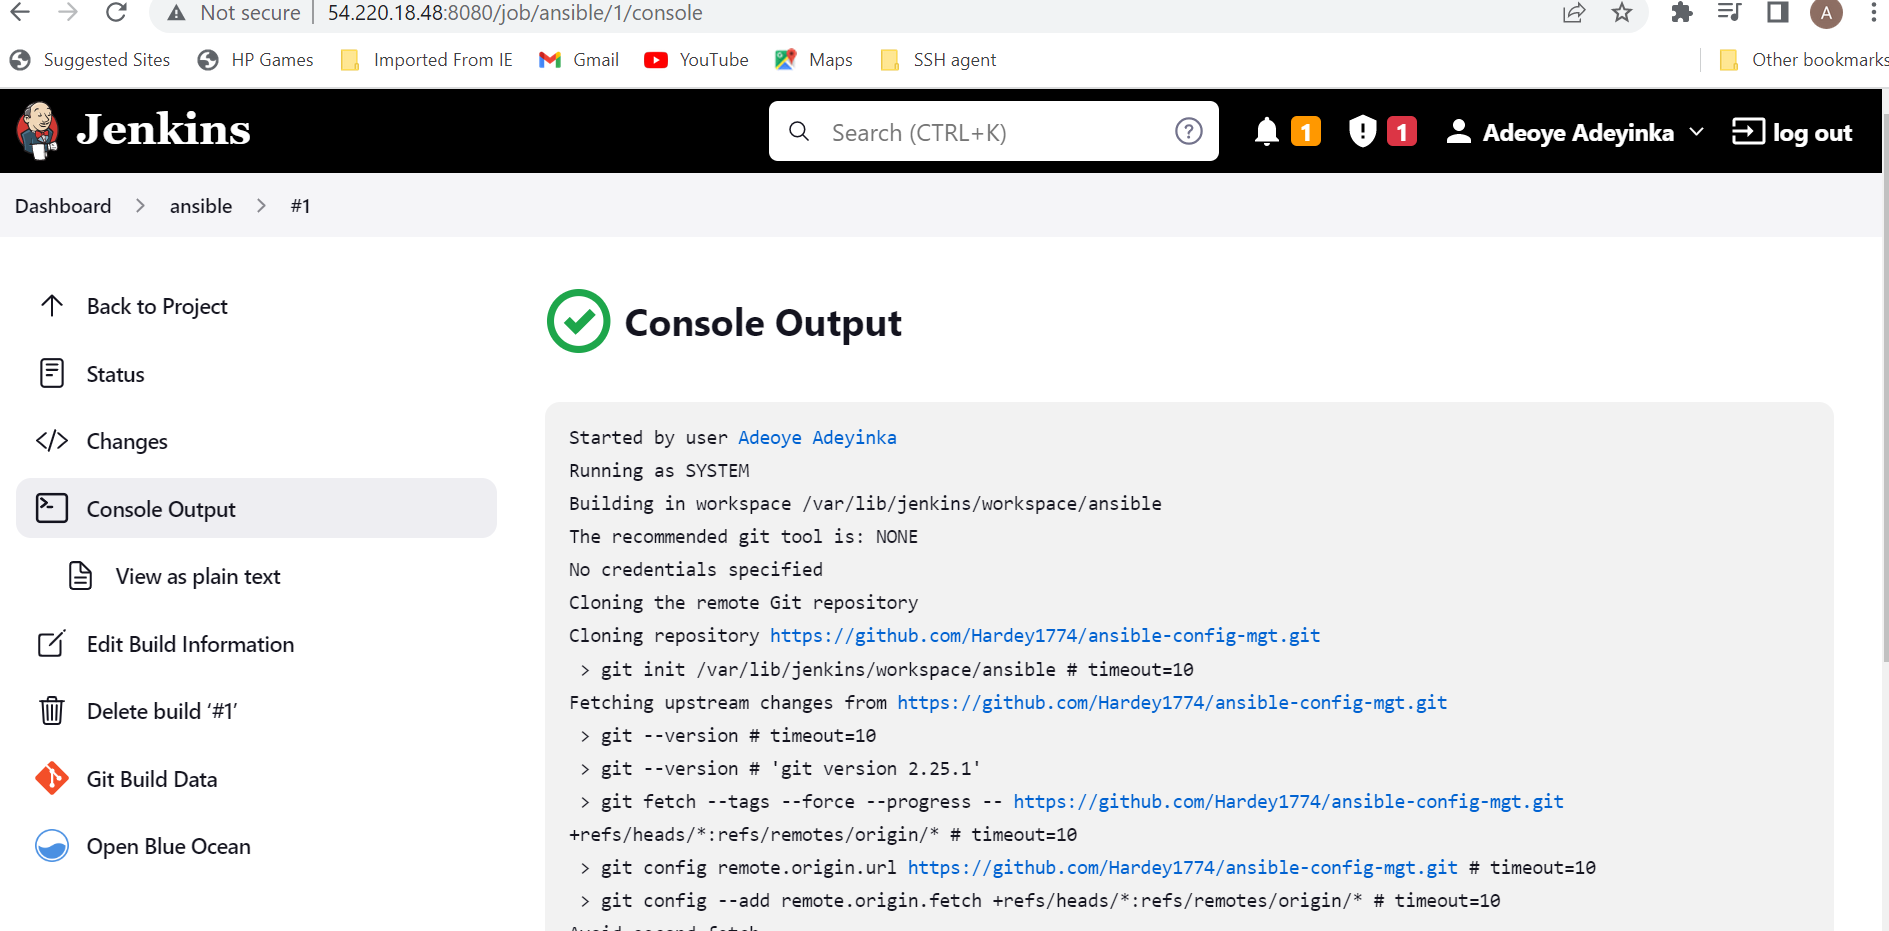 Not secure 54.220.18.48:8080/job/ansible/1/console
A
Suggested Sites HP Games Imported From IE Gmail YouTube Maps SSH agent Other bookmarks
Jenkins
Search (CTRL+K)
1
1
Adeoye Adeyinka
log out
Dashboard > ansible > #1
Back to Project
Status
Changes
Console Output
View as plain text
Edit Build Information
Delete build ‘#1’
Git Build Data
Open Blue Ocean
Console Output
Started by user Adeoye Adeyinka
Running as SYSTEM
Building in workspace /var/lib/jenkins/workspace/ansible
The recommended git tool is: NONE
No credentials specified
Cloning the remote Git repository
Cloning repository https://github.com/Hardey1774/ansible-config-mgt.git
> git init /var/lib/jenkins/workspace/ansible # timeout=10
Fetching upstream changes from https://github.com/Hardey1774/ansible-config-mgt.git
> git --version # timeout=10
> git --version # 'git version 2.25.1'
> git fetch --tags --force --progress -- https://github.com/Hardey1774/ansible-config-mgt.git
+refs/heads/*:refs/remotes/origin/* # timeout=10
> git config remote.origin.url https://github.com/Hardey1774/ansible-config-mgt.git # timeout=10
> git config --add remote.origin.fetch +refs/heads/*:refs/remotes/origin/* # timeout=10
Avoid second fetch